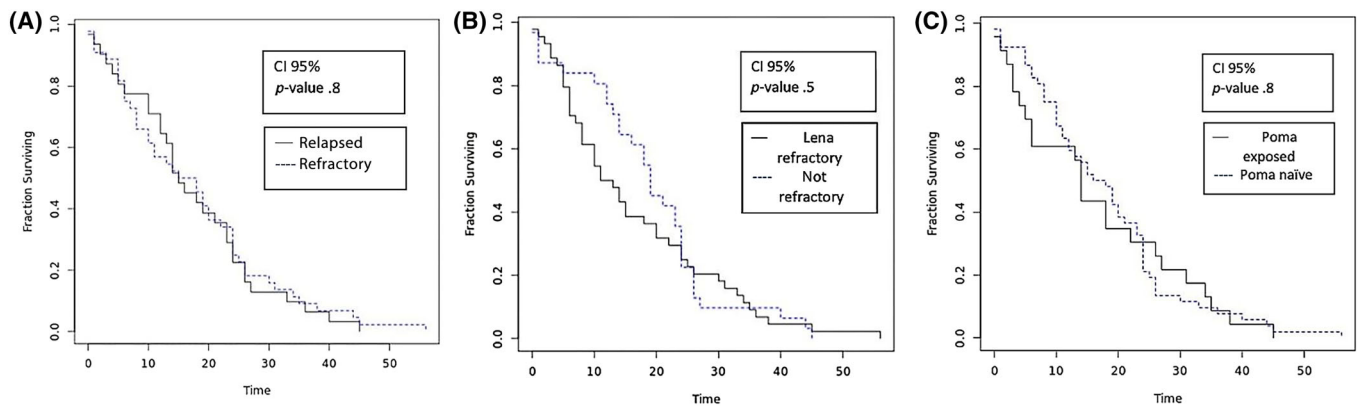 (A)
Fraction Surviving
1.0
0.8
0.6
0.4
0.2
0.0
CI 95%
p-value .8
Relapsed
Refractory
0 10 20 30 40 50
Time
(B)
Fraction Surviving
1.0
0.8
0.6
0.4
0.2
0.0
CI 95%
p-value .5
Lena
refractory
Not
refractory
0 10 20 30 40 50
Time
(C)
Fraction Surviving
1.0
0.8
0.6
0.4
0.2
0.0
CI 95%
p-value .8
Poma
exposed
Poma naïve
0 10 20 30 40 50
Time